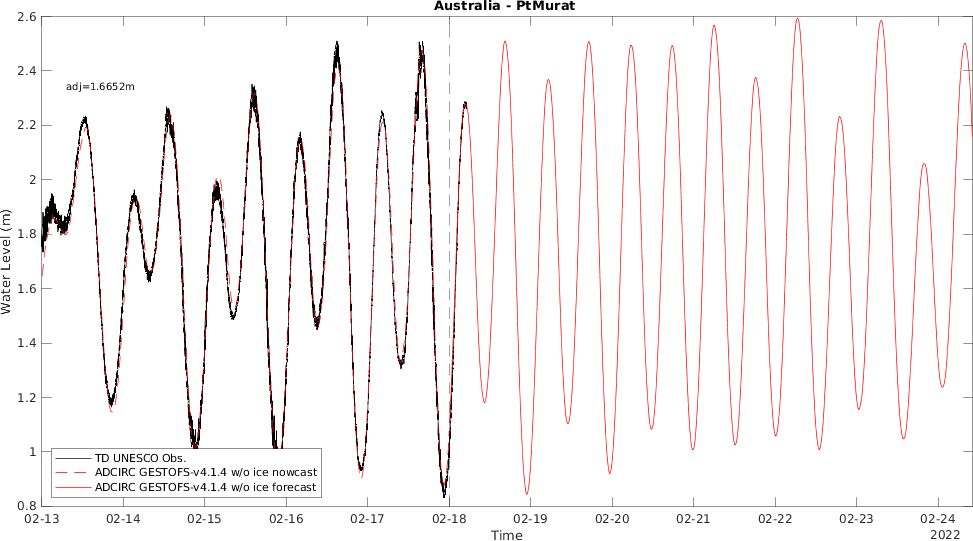 Australia - PtMurat
2.6
2.4
adj=1.6652m
2.2
2
1.8
Water Level (m)
1.6
1.4
1.2
1
TD UNESCO Obs.
ADCIRC GESTOFS-v4.1.4 w/o ice nowcast
ADCIRC GESTOFS-v4.1.4 w/o ice forecast
0.8
02-13 02-14 02-15 02-16 02-17 02-18 02-19 02-20 02-21 02-22 02-23 02-24
Time 2022